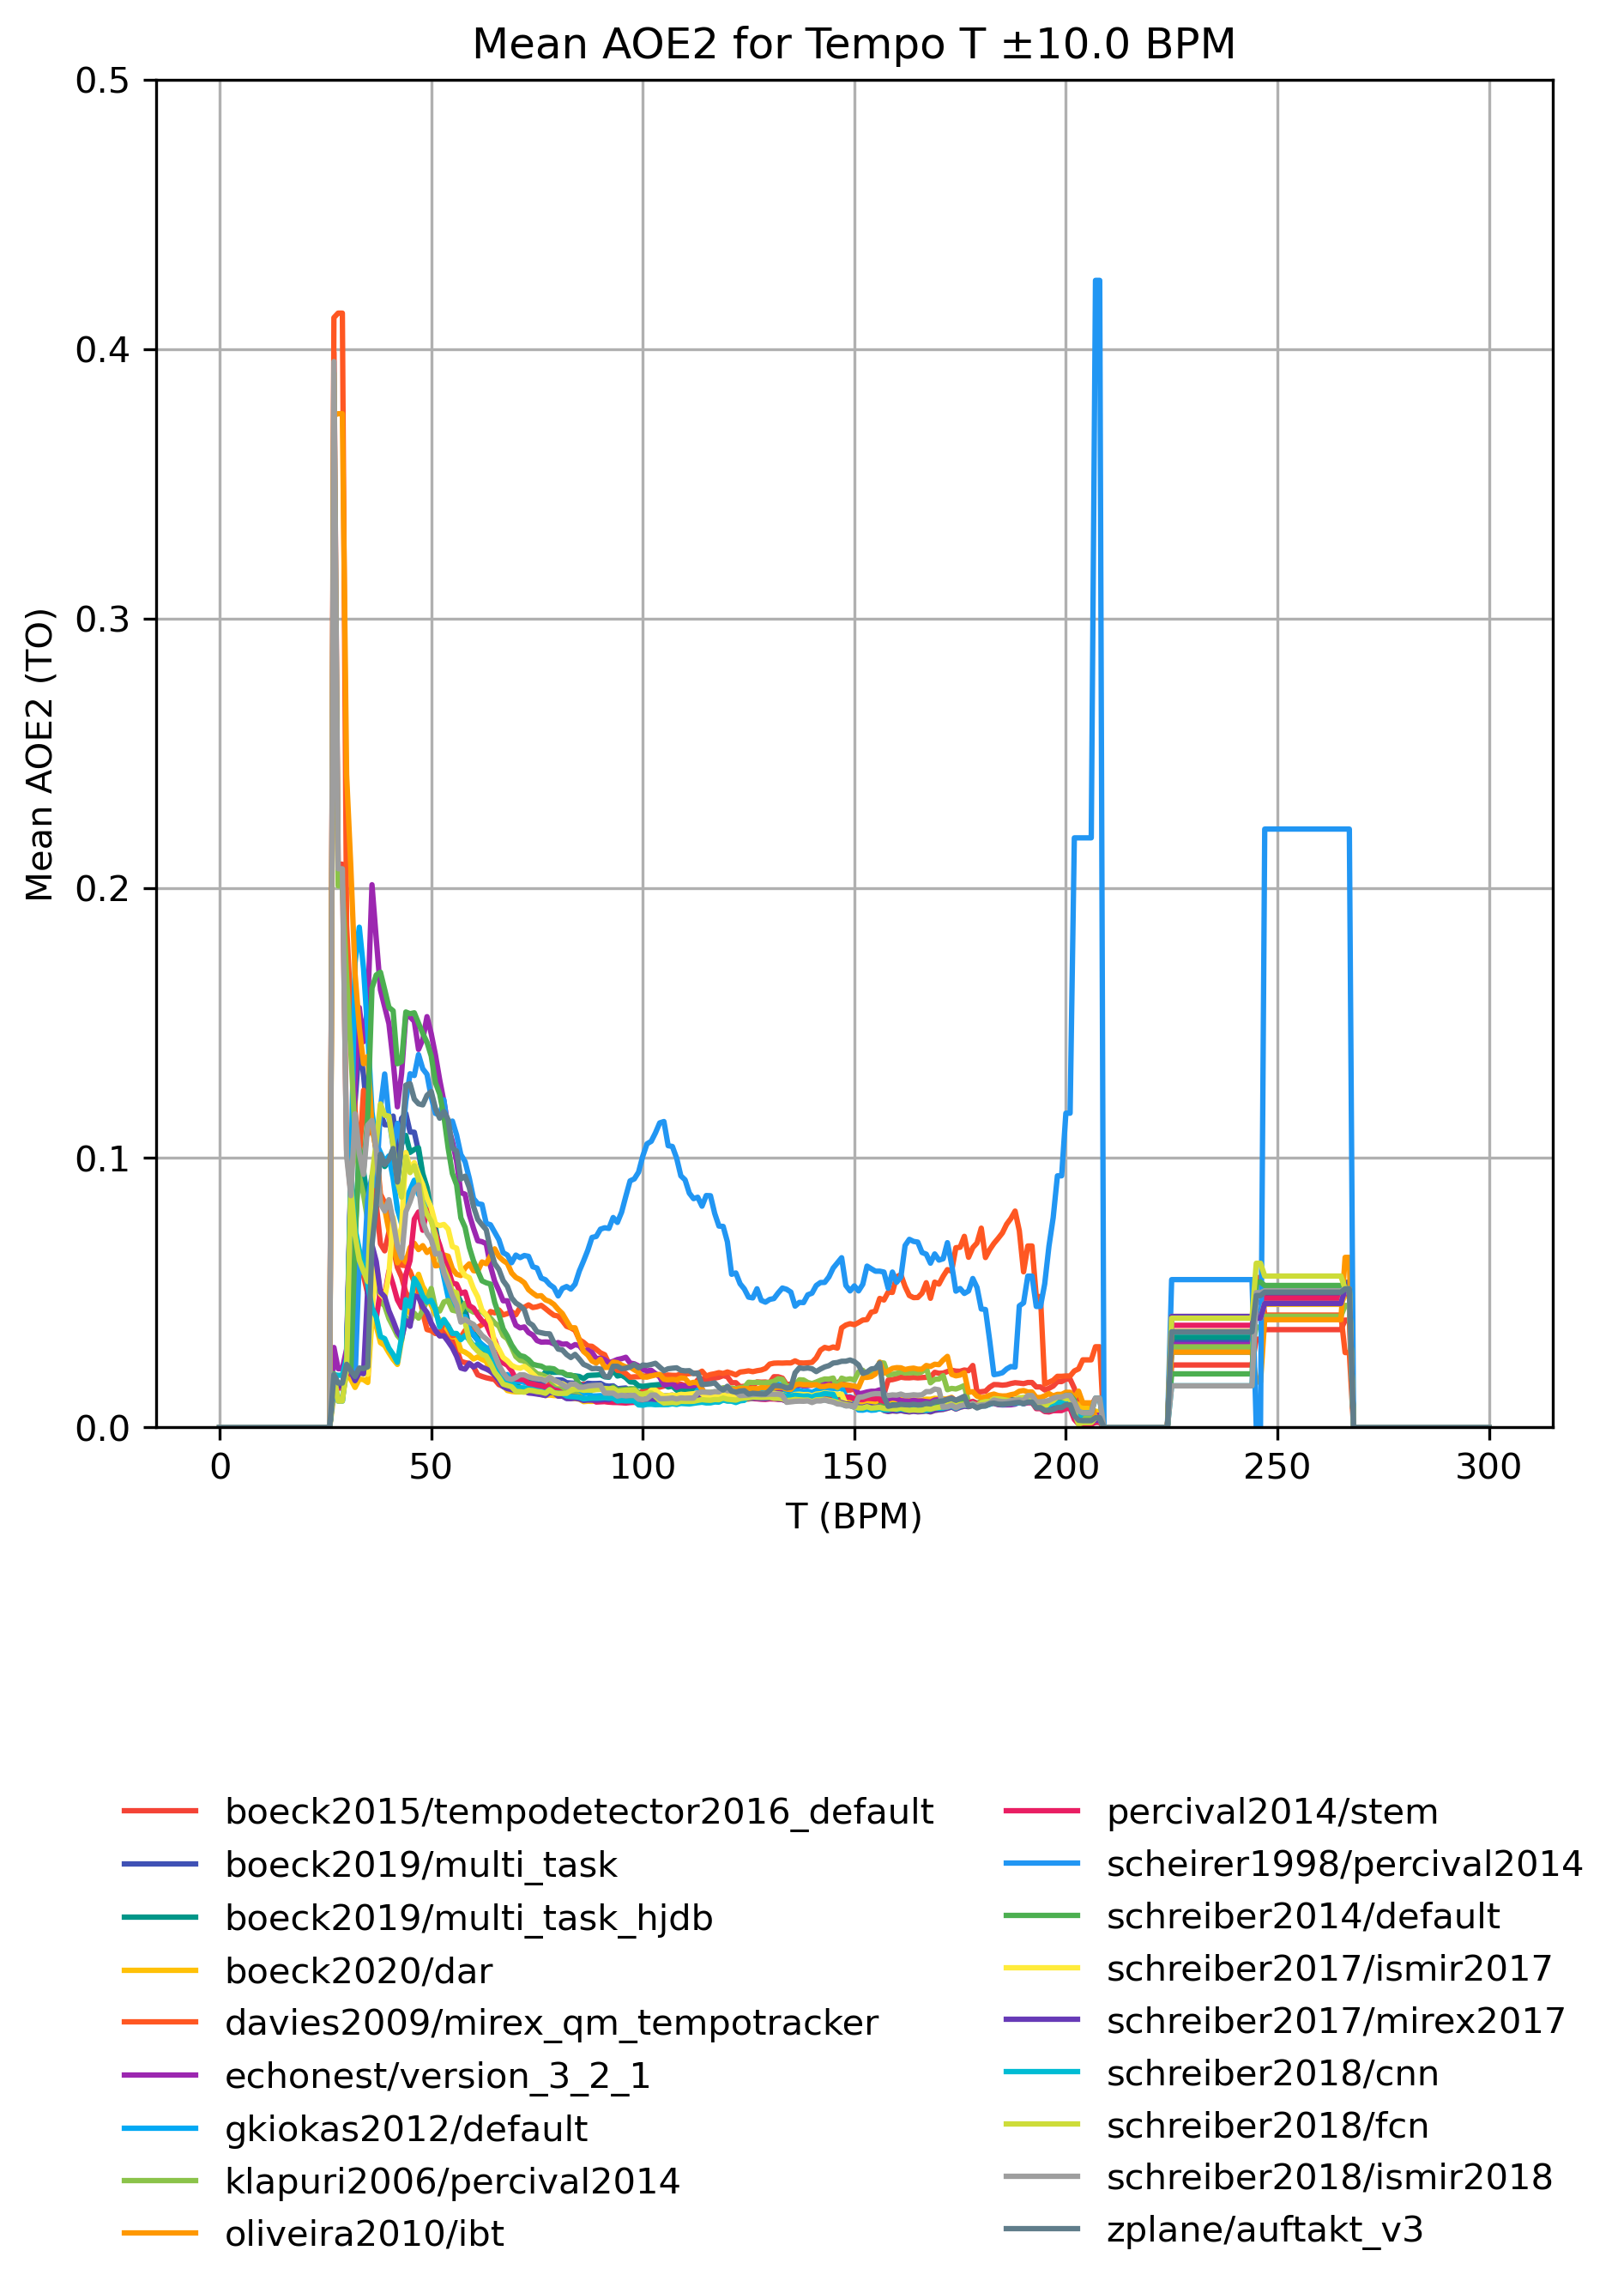 Mean AOE2 for Tempo T ±10.0 BPM
0.5
0.4
0.3
0.2
0.1
0.0
Mean AOE2 (TO)
0 50 100 150 200 250 300
T (BPM)
boeck2015/tempodetector2016_default
boeck2019/multi_task
boeck2019/multi_task_hjdb
boeck2020/dar
davies2009/mirex_qm_tempotracker
echonest/version_3_2_1
gkiokas2012/default
klapuri2006/percival2014
oliveira2010/ibt
percival2014/stem
scheirer1998/percival2014
schreiber2014/default
schreiber2017/ismir2017
schreiber2017/mirex2017
schreiber2018/cnn
schreiber2018/fcn
schreiber2018/ismir2018
zplane/auftakt_v3